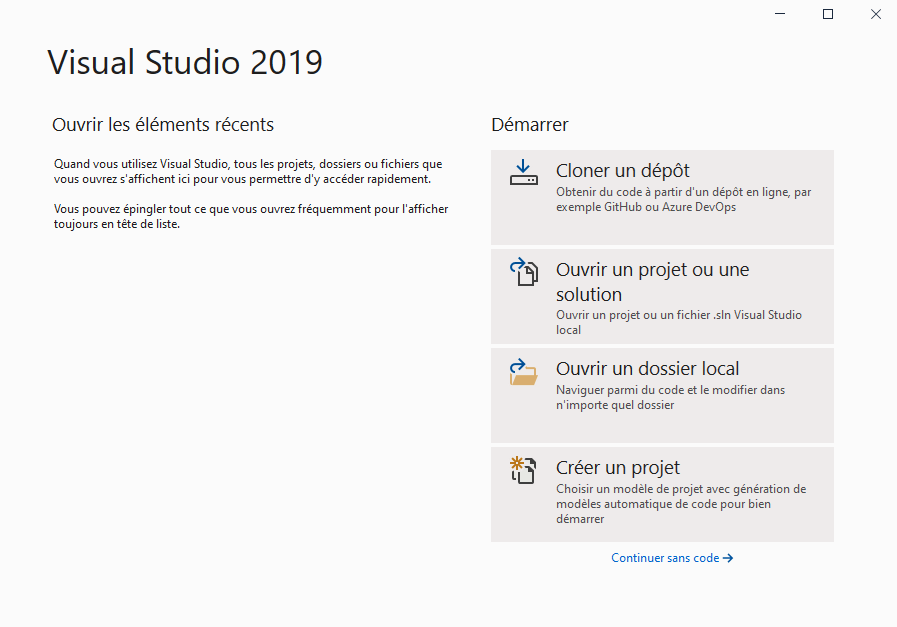 Visual Studio 2019
Ouvrir les éléments récents
Quand vous utilisez Visual Studio, tous les projets, dossiers ou fichiers que
vous ouvrez s'affichent ici pour vous permettre d'y accéder rapidement.
Vous pouvez épingler tout ce que vous ouvrez fréquemment pour l'afficher
toujours en tête de liste.
Démarrer
Cloner un dépôt
Obtenir du code à partir d'un dépôt en ligne, par
exemple GitHub ou Azure DevOps
Ouvrir un projet ou une
solution
Ouvrir un projet ou un fichier .sln Visual Studio
local
Ouvrir un dossier local
Naviguer parmi du code et le modifier dans
n'importe quel dossier
Créer un projet
Choisir un modèle de projet avec génération de
modèles automatique de code pour bien
démarrer
Continuer sans code →